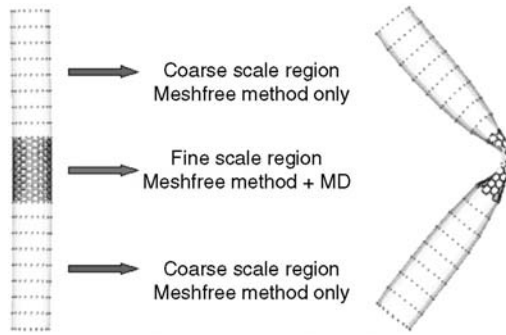 Coarse scale region
Meshfree method only
Fine scale region
Meshfree method + MD
Coarse scale region
Meshfree method only